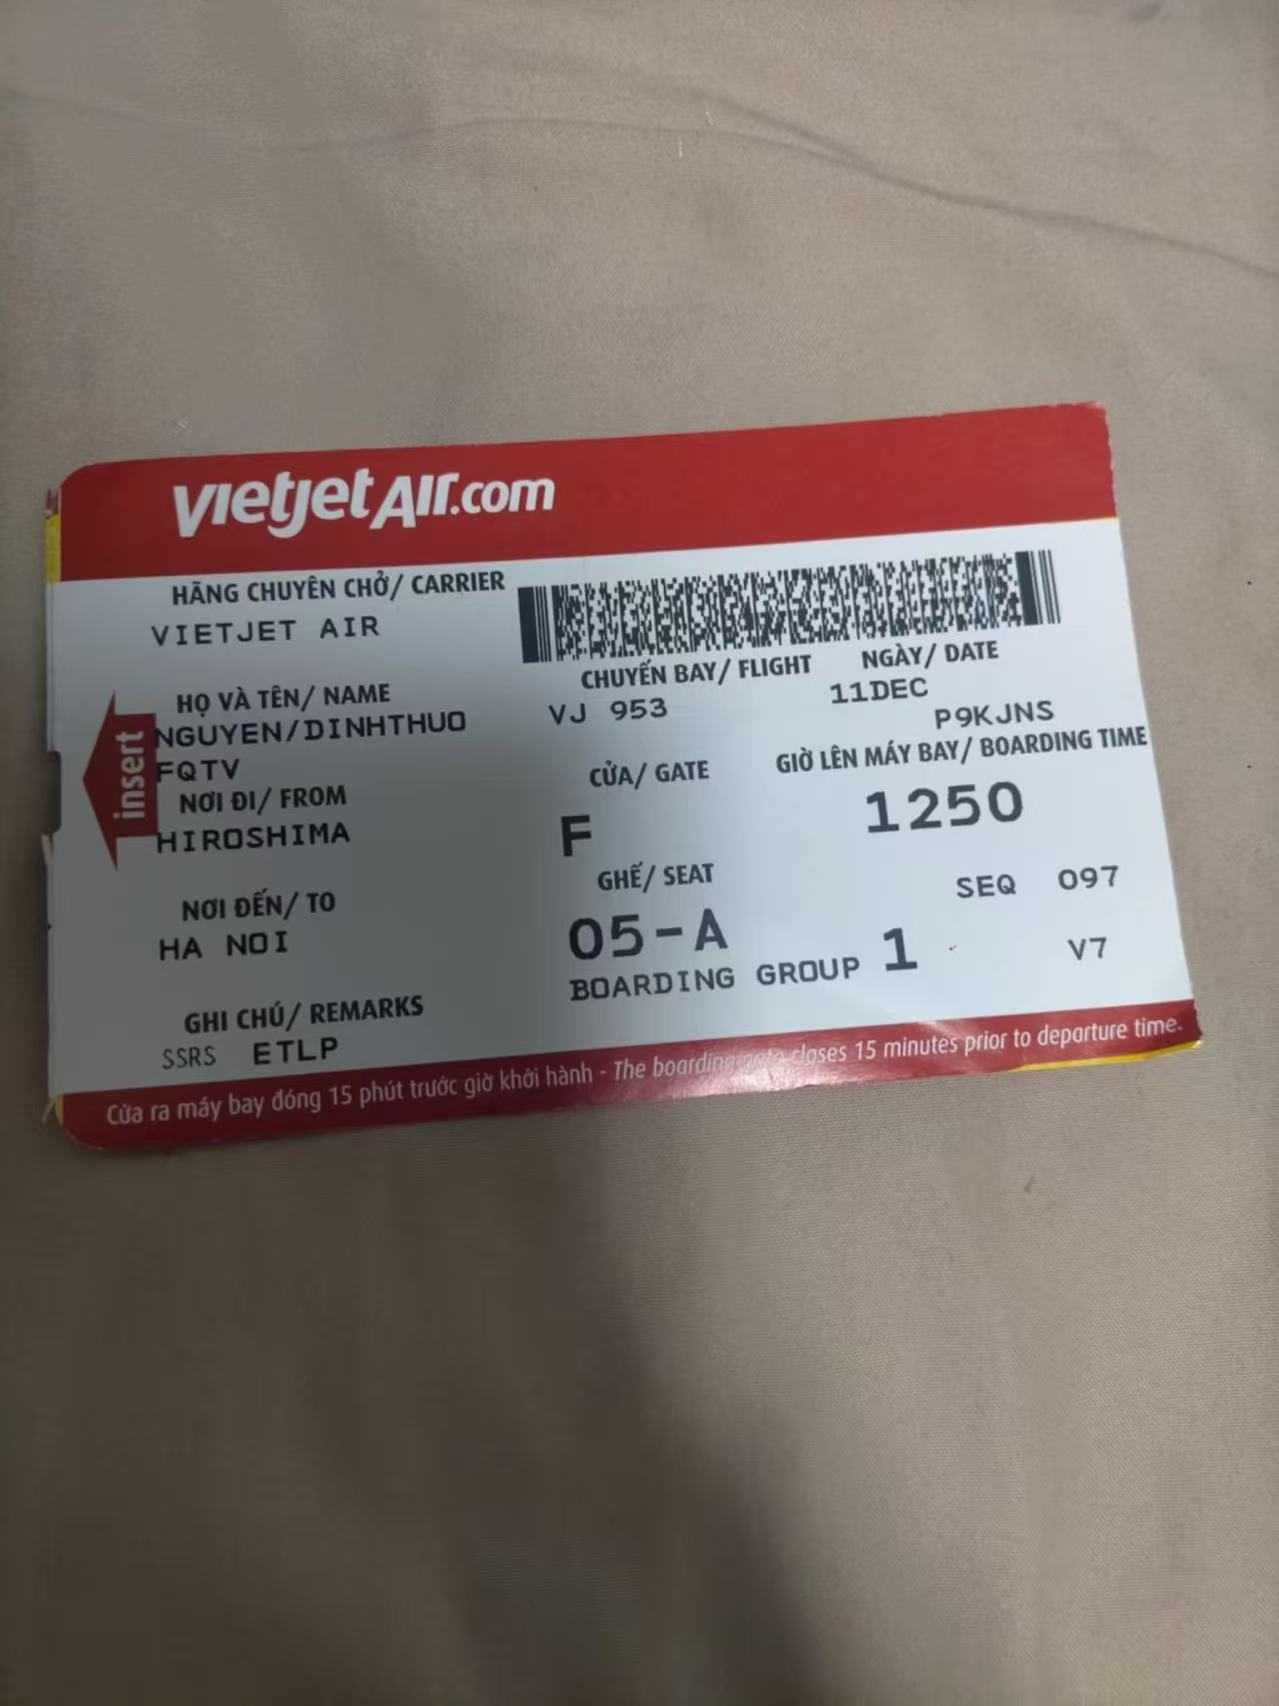 vietjetAir.com
HÃNG CHUYÊN CHỞ/ CARRIER
VIETJET AIR
HỌ VÀ TÊN/ NAME
NGUYEN/DINHTHUO
FQTV
NƠI ĐI/ FROM
HIROSHIMA
NƠI ĐẾN/ TO
HA NOI
GHI CHÚ/ REMARKS
SSRS ETLP
insert
CHUYẾN BAY/ FLIGHT
VJ 953
NGÀY/ DATE
11DEC
P9KJNS
CỬA/ GATE
F
GIỜ LÊN MÁY BAY/ BOARDING TIME
1250
GHẾ/ SEAT
05-A
SEQ 097
BOARDING GROUP 1
V7
Cửa ra máy bay đóng 15 phút trước giờ khởi hành - The boarding gate closes 15 minutes prior to departure time.